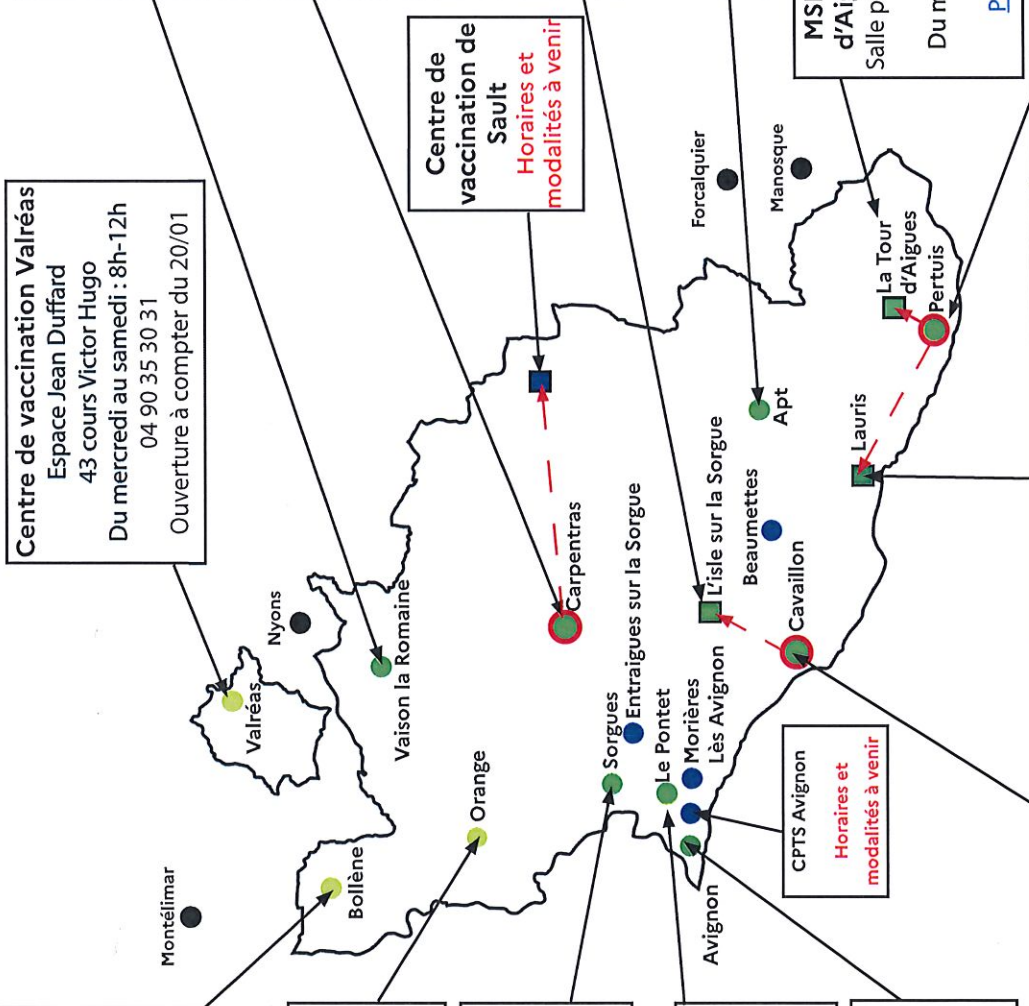 Centre de vaccination Valréas
Espace Jean Duffard
43 cours Victor Hugo
Du mercredi au samedi : 8h-12h
04 90 35 30 31
Ouverture à compter du 20/01
Centre de
vaccination de
Sault
Horaires et
modalités à venir
MS
d'Aig
Salle p
Du m
P
Montélimar
Nyons
Valréas
Bollène
Vaison la Romaine
Orange
Carpentras
Forcalquier
Manosque
Sorgues
Entraigues sur la Sorgue
Le Pontet
Morières
Lès Avignon
Avignon
L'isle sur la Sorgue
Beaumettes
Apt
Cavaillon
Lauris
La Tour
d'Aigues
Pertuis
CPTS Avignon
Horaires et
modalités à venir